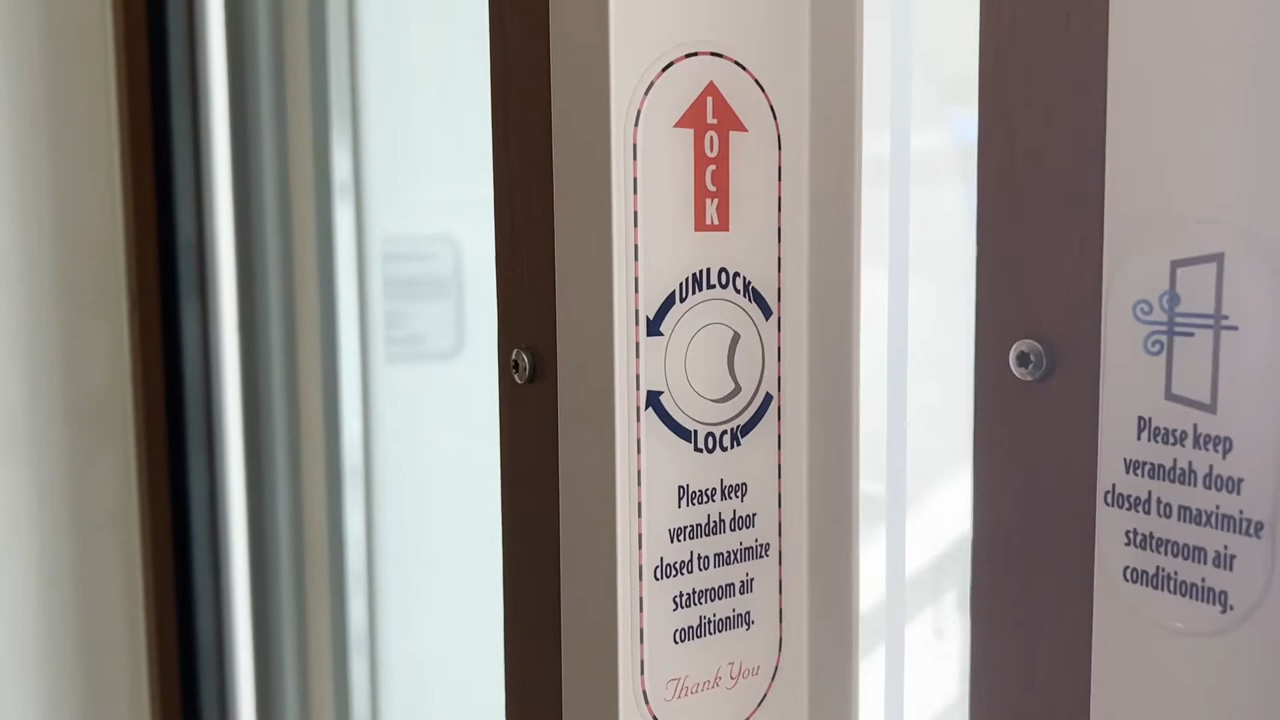 LOCK
UNLOCK
LOCK
Please keep
verandah door
closed to maximize
stateroom air
conditioning.
Thank You
Please keep
verandah door
closed to maximize
stateroom air
conditioning.